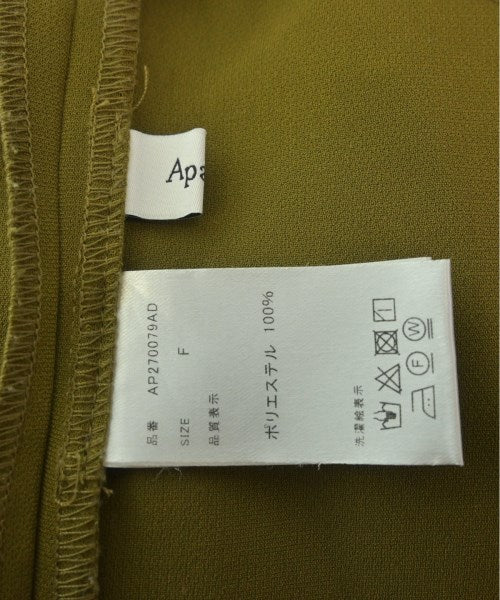 Apa
品番 AP270079AD
SIZE F
品質表示
ポリエステル 100%
洗濯絵表示
F W